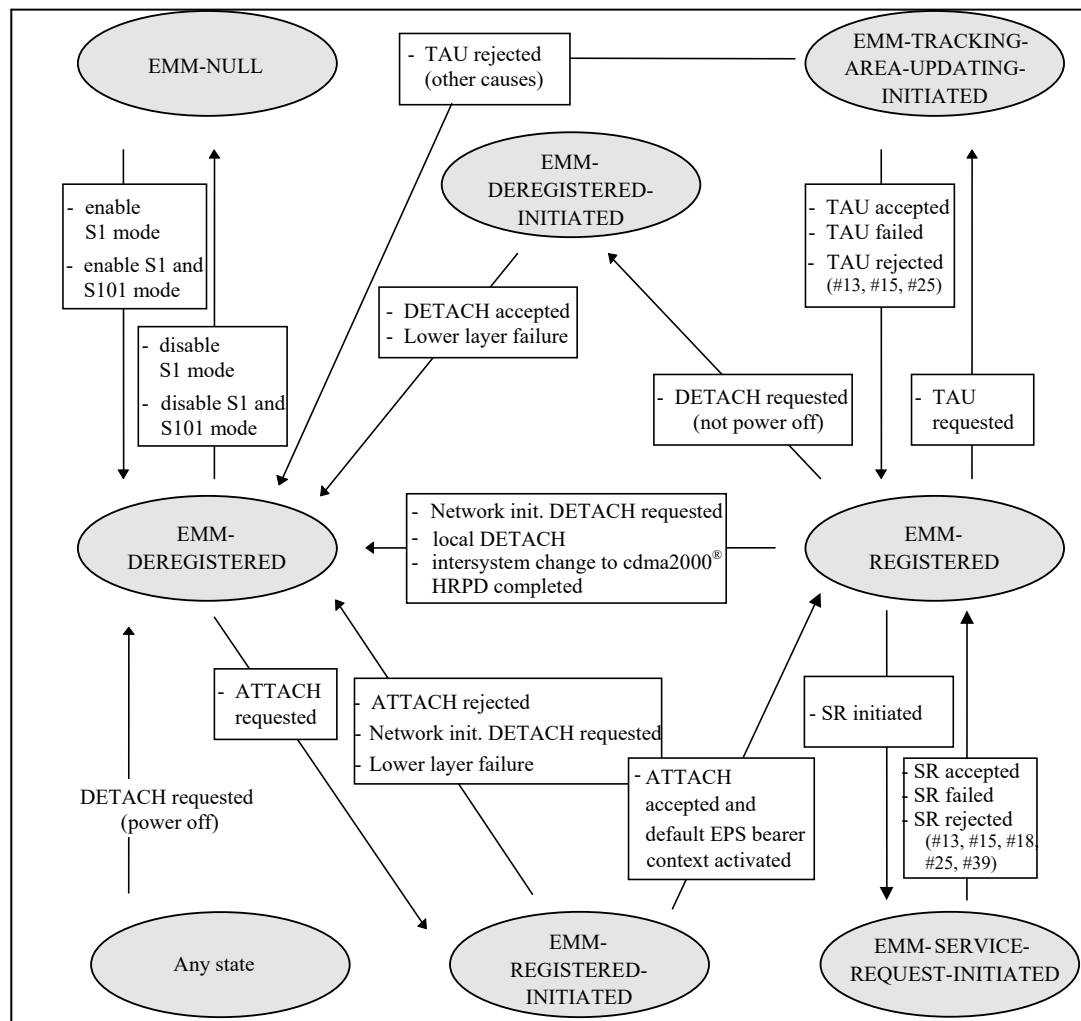 EMM-NULL
- TAU rejected
(other causes)
EMM-TRACKING-
AREA-UPDATING-
INITIATED
EMM-
DEREGISTERED-
INITIATED
- enable
S1 mode
- enable S1 and
S101 mode
- TAU accepted
- TAU failed
- TAU rejected
(#13, #15, #25)
- DETACH accepted
- Lower layer failure
- disable
S1 mode
- disable S1 and
S101 mode
- DETACH requested
(not power off)
- TAU
requested
EMM-
DEREGISTERED
- Network init. DETACH requested
- local DETACH
- intersystem change to cdma2000®
HRPD completed
EMM-
REGISTERED
- ATTACH
requested
- ATTACH rejected
- Network init. DETACH requested
- Lower layer failure
- SR initiated
DETACH requested
(power off)
- ATTACH
accepted and
default EPS bearer
context activated
- SR accepted
- SR failed
- SR rejected
(#13, #15, #18,
#25, #39)
Any state
EMM-
REGISTERED-
INITIATED
EMM-SERVICE-
REQUEST-INITIATED